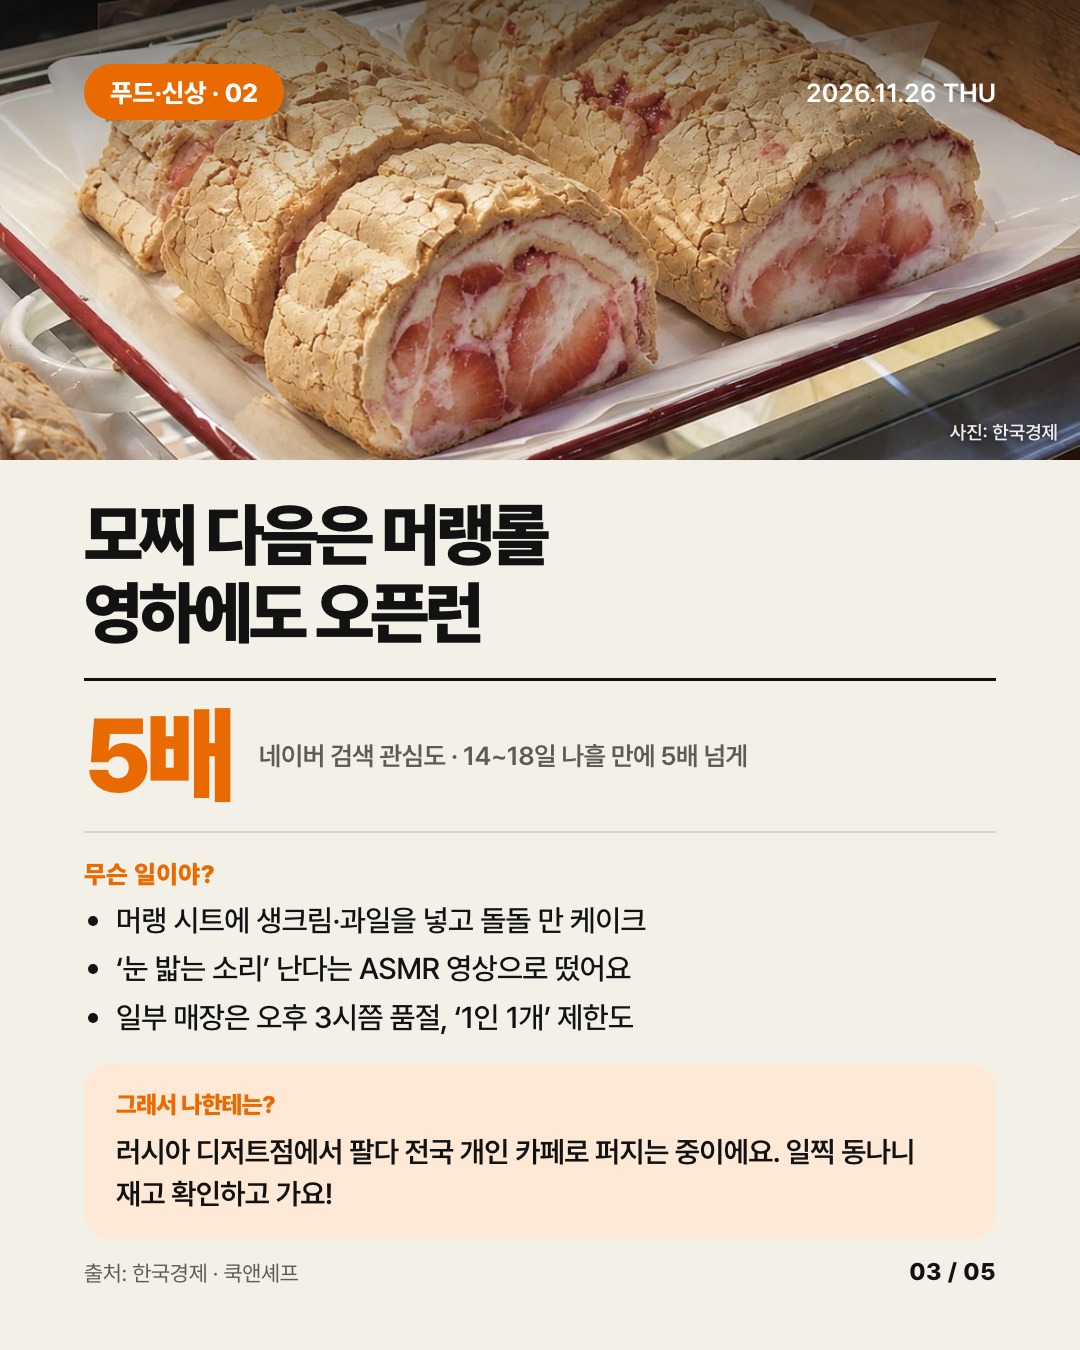 푸드·신상 · 02
2026.11.26 THU
사진: 한국경제
모찌 다음은 머랭롤
영하에도 오픈런
5배
네이버 검색 관심도 · 14~18일 나흘 만에 5배 넘게
무슨 일이야?
• 머랭 시트에 생크림·과일을 넣고 돌돌 만 케이크
• ‘눈 밟는 소리’ 난다는 ASMR 영상으로 떴어요
• 일부 매장은 오후 3시쯤 품절, ‘1인 1개’ 제한도
그래서 나한테는?
러시아 디저트점에서 팔다 전국 개인 카페로 퍼지는 중이에요. 일찍 동나니
재고 확인하고 가요!
출처: 한국경제 · 쿡앤셰프
03 / 05